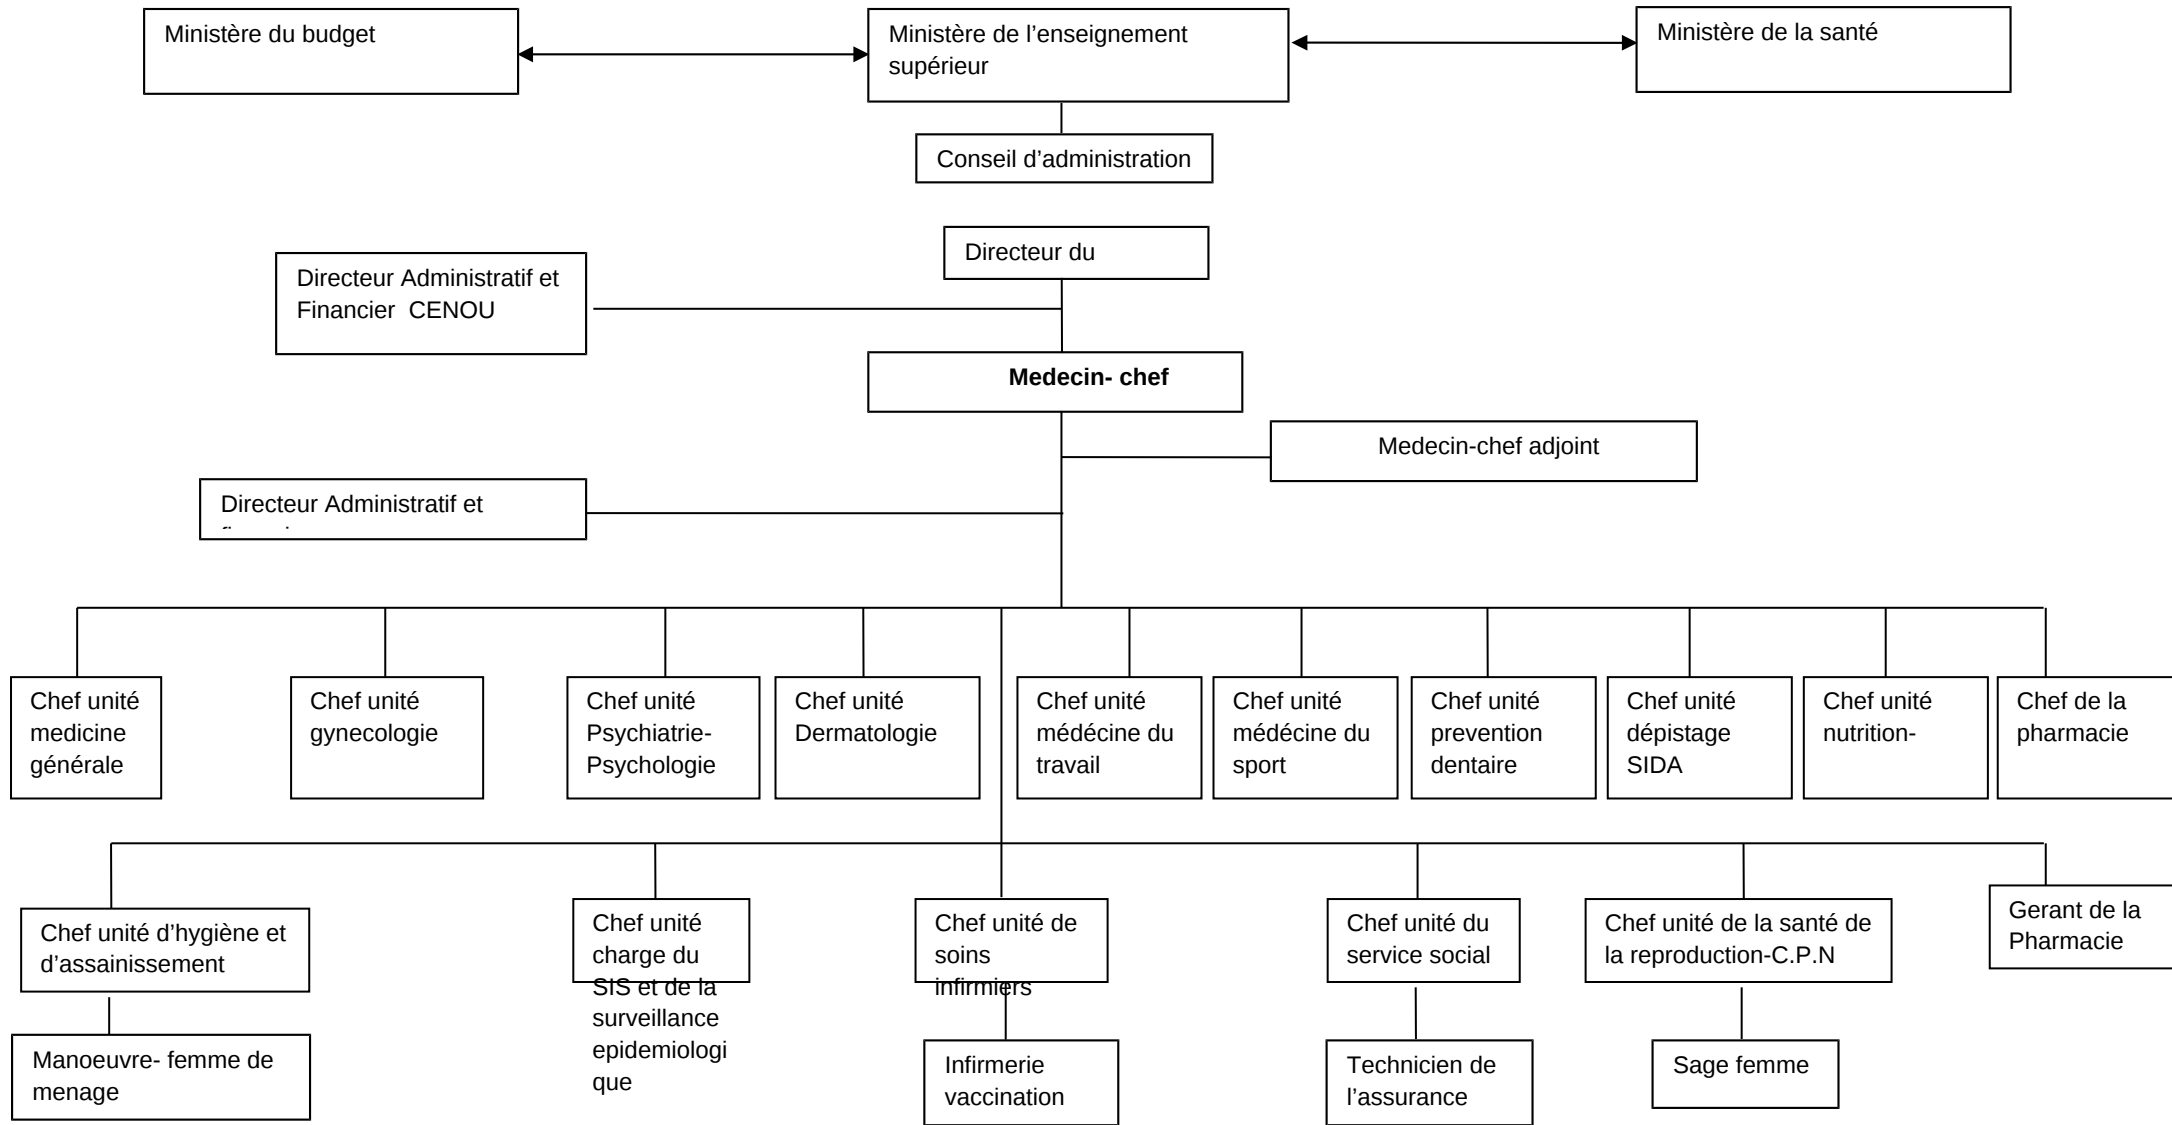 Ministère du budget
Ministère de l’enseignement
supérieur
Ministère de la santé
Conseil d’administration
Directeur du
Directeur Administratif et
Financier  CENOU
Medecin- chef
Medecin-chef adjoint
Directeur Administratif et
Chef unité
medicine
générale
Chef unité
gynecologie
Chef unité
Psychiatrie-
Psychologie
Chef unité
Dermatologie
Chef unité
médécine du
travail
Chef unité
médécine du
sport
Chef unité
prevention
dentaire
Chef unité
dépistage
SIDA
Chef unité
nutrition-
Chef de la
pharmacie
Chef unité d’hygiène et
d’assainissement
Chef unité
charge du
SIS et de la
surveillance
epidemiologi
que
Chef unité de
soins
infirmiers
Chef unité du
service social
Chef unité de la santé de
la reproduction-C.P.N
Gerant de la
Pharmacie
Manoeuvre- femme de
menage
Infirmerie
vaccination
Technicien de
l’assurance
Sage femme